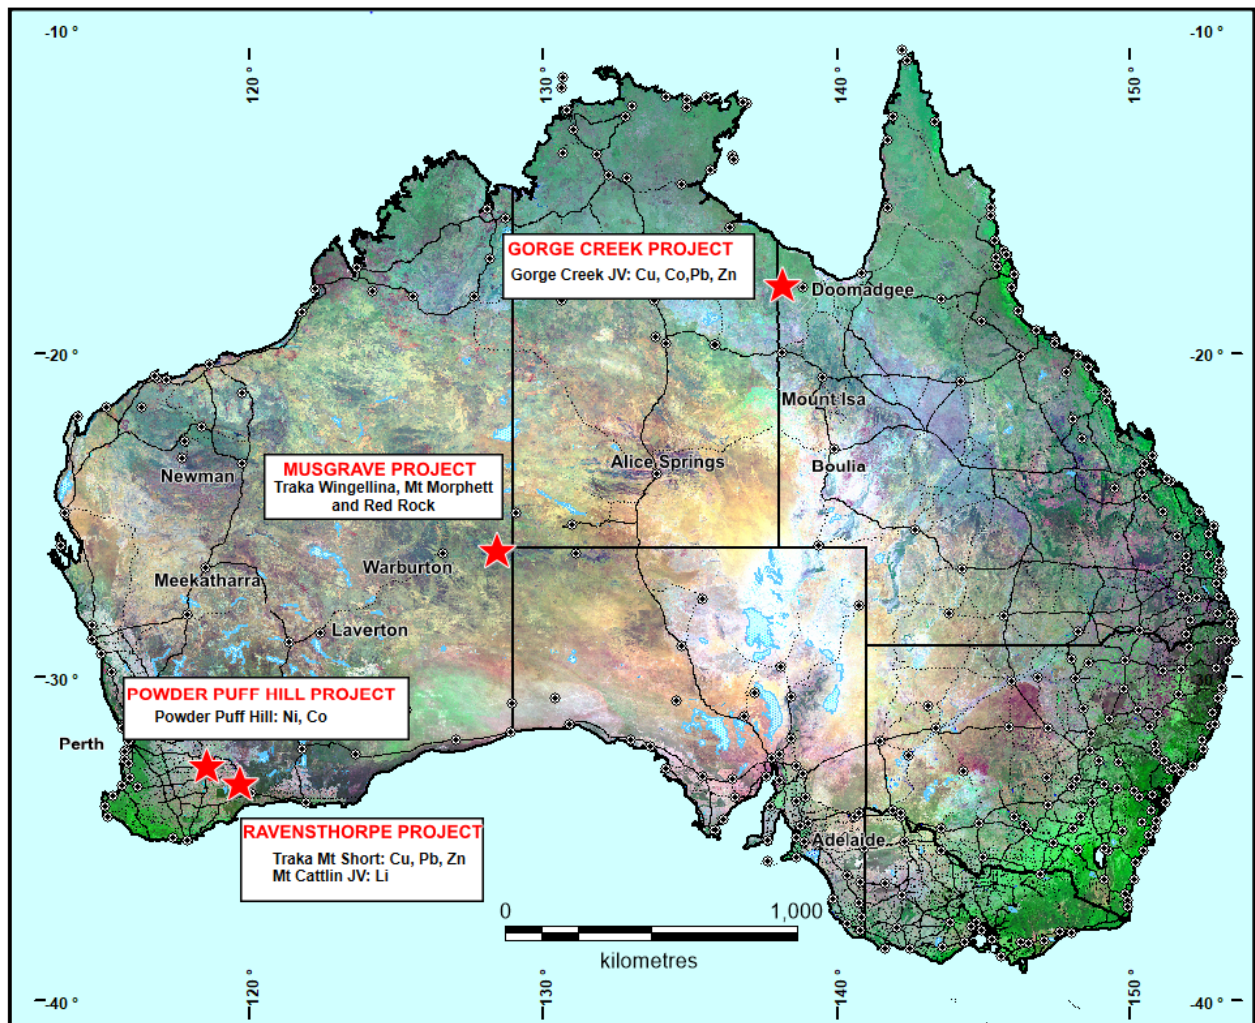 -10 °
-10 °
120 °
130 °
140 °
150 °
GORGE CREEK PROJECT
Gorge Creek JV: Cu, Co,Pb, Zn
Doomadgee
-20 °
-20 °
Mount Isa
MUSGRAVE PROJECT
Traka Wingellina, Mt Morphett
and Red Rock
Alice Springs
Boulia
Newman
Warburton
Meekatharra
Laverton
-30 °
-30 °
POWDER PUFF HILL PROJECT
Powder Puff Hill: Ni, Co
Perth
RAVENSTHORPE PROJECT
Traka Mt Short: Cu, Pb, Zn
Mt Cattlin JV: Li
Adelaide
0
1,000
kilometres
-40 °
-40 °
120 °
130 °
140 °
150 °